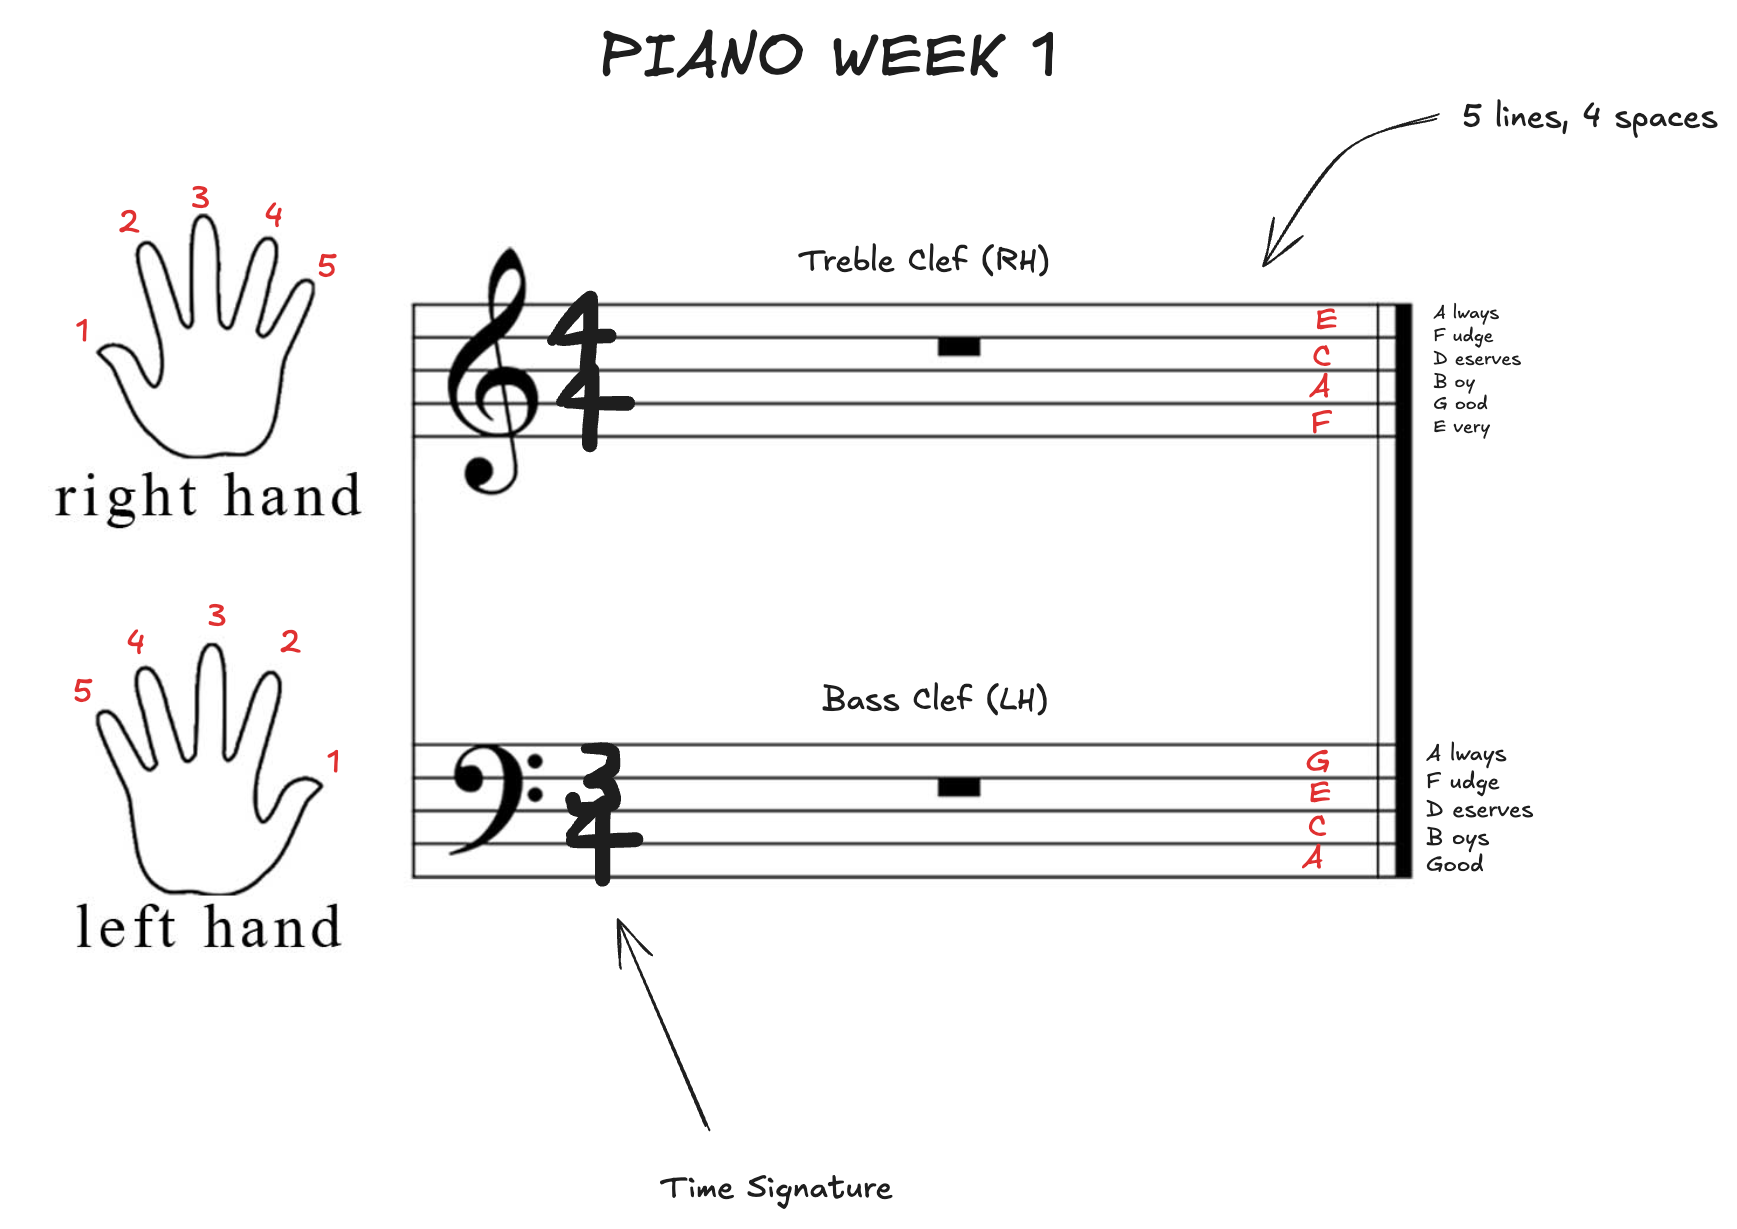 PIANO WEEK 1
5 lines, 4 spaces
1
2
3
4
5
right hand
Treble Clef (RH)
4
4
E
C
A
F
A lways
F udge
D eserves
B oy
G ood
E very
5
4
3
2
1
left hand
Bass Clef (LH)
3
4
G
E
C
A
A lways
F udge
D eserves
B oys
Good
Time Signature